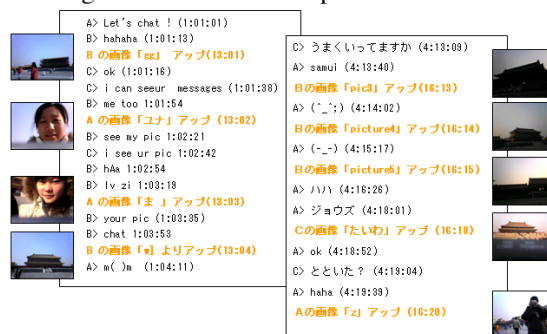 A> Let's chat ! (1:01:01)
B> hahaha (1:13:10)
B の画像「gg」 アップ(13:01)
C> ok (1:01:16)
C> i can seeur messages (1:01:38)
B> me too 1:01:54
A の画像「ユナ」アップ (13:02)
B> see my pic 1:02:21
C> i see ur pic 1:02:42
B> hAa 1:02:54
B> lv zi 1:03:19
A の画像「ま 」アップ(13:03)
B> your pic (1:03:35)
B> chat 1:03:53
B の画像「w] よりアップ(13:04)
A> m( )m (1:04:11)
C> うまくいってますか (4:13:09)
A> samui (4:13:40)
Bの画像「pic3」アップ(16:13)
A> (^_^;) (4:14:02)
Bの画像「picture4」アップ(16:14)
A> (-_-) (4:15:17)
Bの画像「picture5」アップ(16:15)
A> ハハ (4:16:26)
A> ジョウズ (4:18:01)
Cの画像「たいわ」アップ (16:18)
A> ok (4:18:52)
C> とといた? (4:19:04)
A> haha (4:19:39)
Aの画像「z」アップ (16:20)